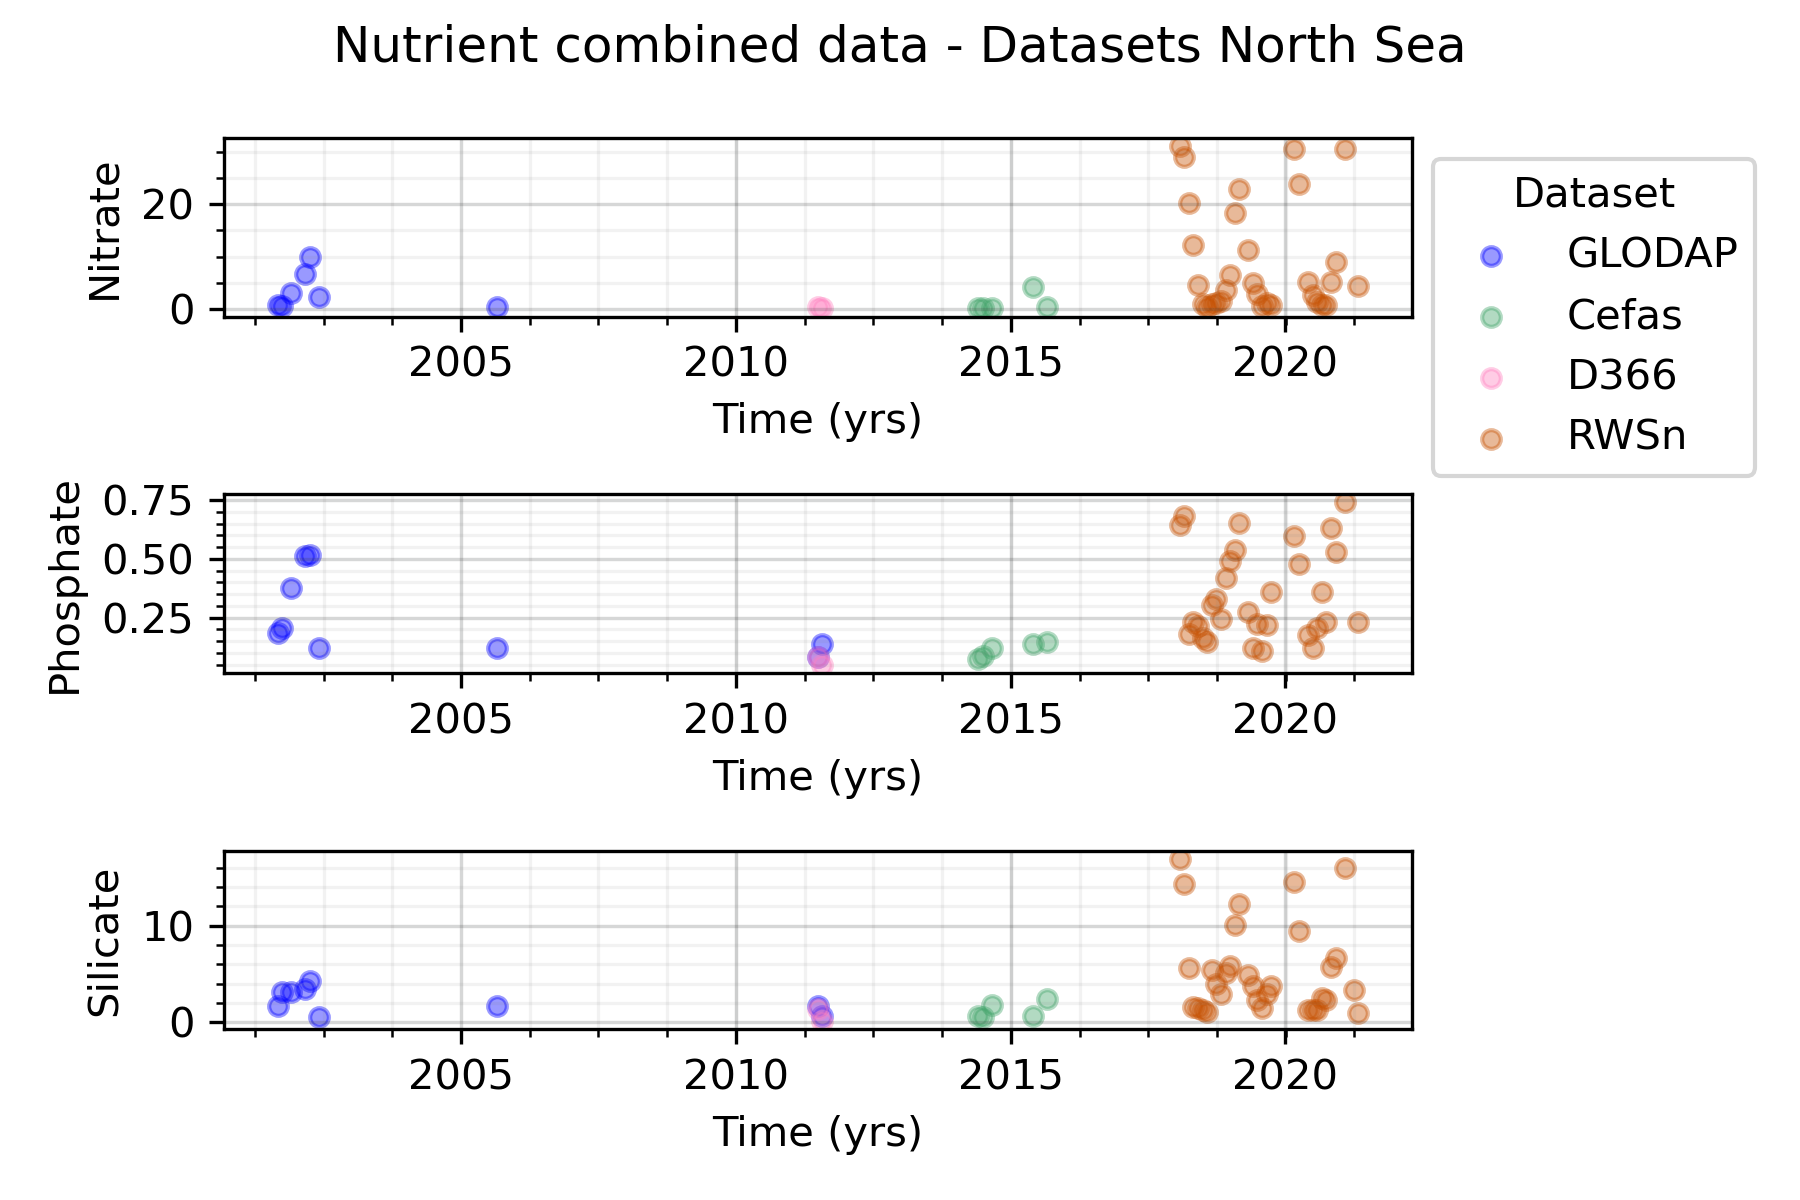 Nutrient combined data - Datasets North Sea
Nitrate
20
0
2005 2010 2015 2020
Time (yrs)
Dataset
GLODAP
Cefas
D366
RWSn
Phosphate
0.75
0.50
0.25
2005 2010 2015 2020
Time (yrs)
Silicate
10
0
2005 2010 2015 2020
Time (yrs)